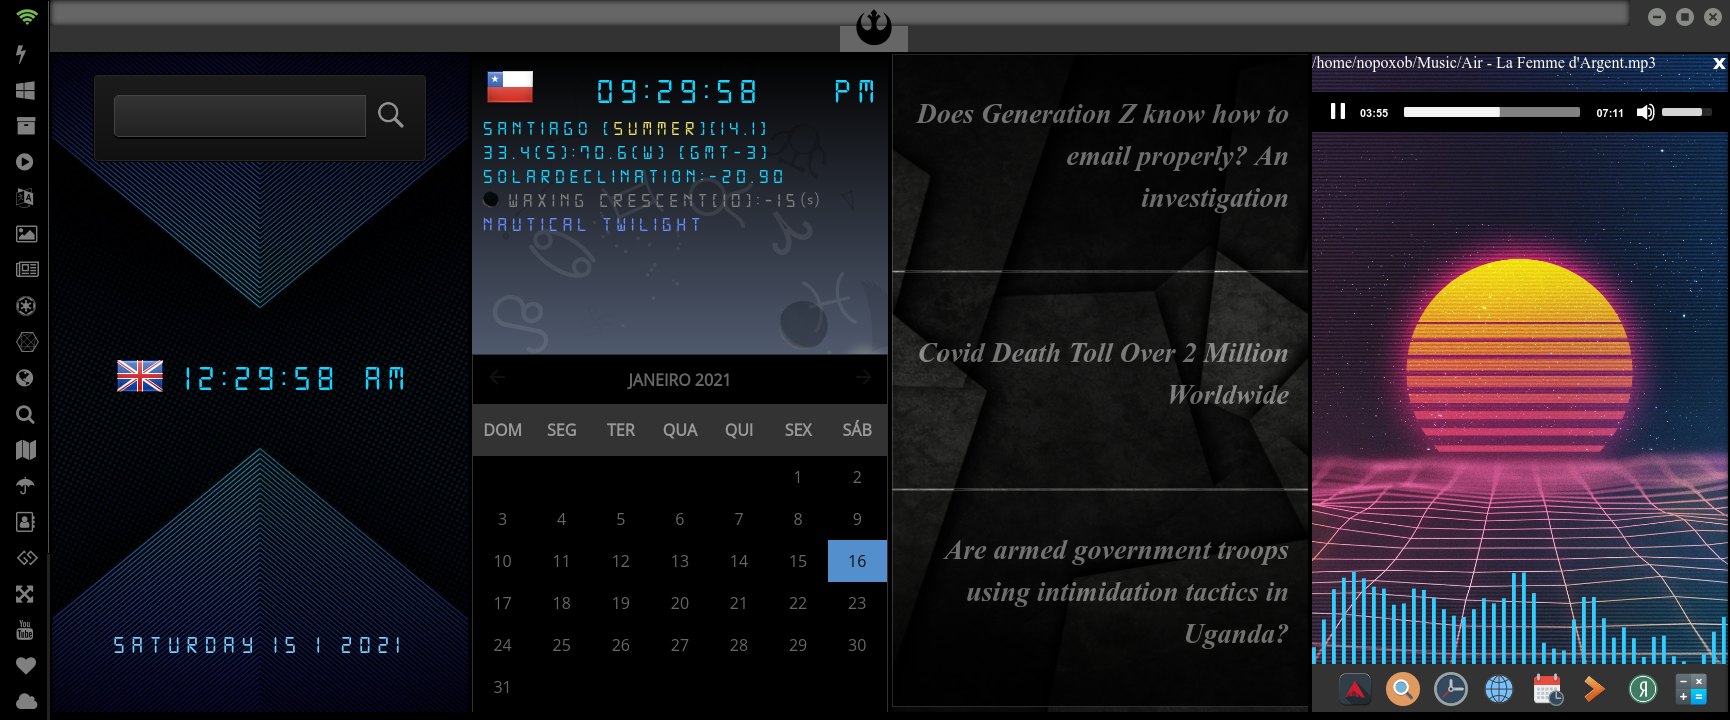 12:29:58 AM
SATURDAY 15 1 2021
09:29:58 PM
SANTIAGO [SUMMER][14.1]
33.4(S):70.6(W) [GMT-3]
SOLARDECLINATION:-20.90
WAXING CRESCENT[10]:-15(s)
NAUTICAL TWILIGHT
JANEIRO 2021
DOM SEG TER QUA QUI SEX SÁB
1 2
3 4 5 6 7 8 9
10 11 12 13 14 15 16
17 18 19 20 21 22 23
24 25 26 27 28 29 30
31
Does Generation Z know how to
email properly? An
investigation
Covid Death Toll Over 2 Million
Worldwide
Are armed government troops
using intimidation tactics in
Uganda?
/home/nopoxob/Music/Air - La Femme d'Argent.mp3 x
03:55 07:11
You
Tube
Я